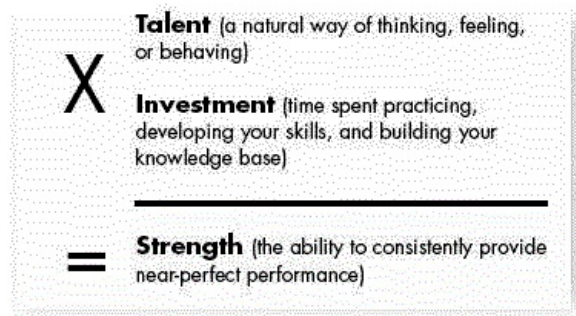 Talent (a natural way of thinking, feeling,
or behaving)
X
Investment (time spent practicing,
developing your skills, and building your
knowledge base)
= Strength (the ability to consistently provide
near-perfect performance)